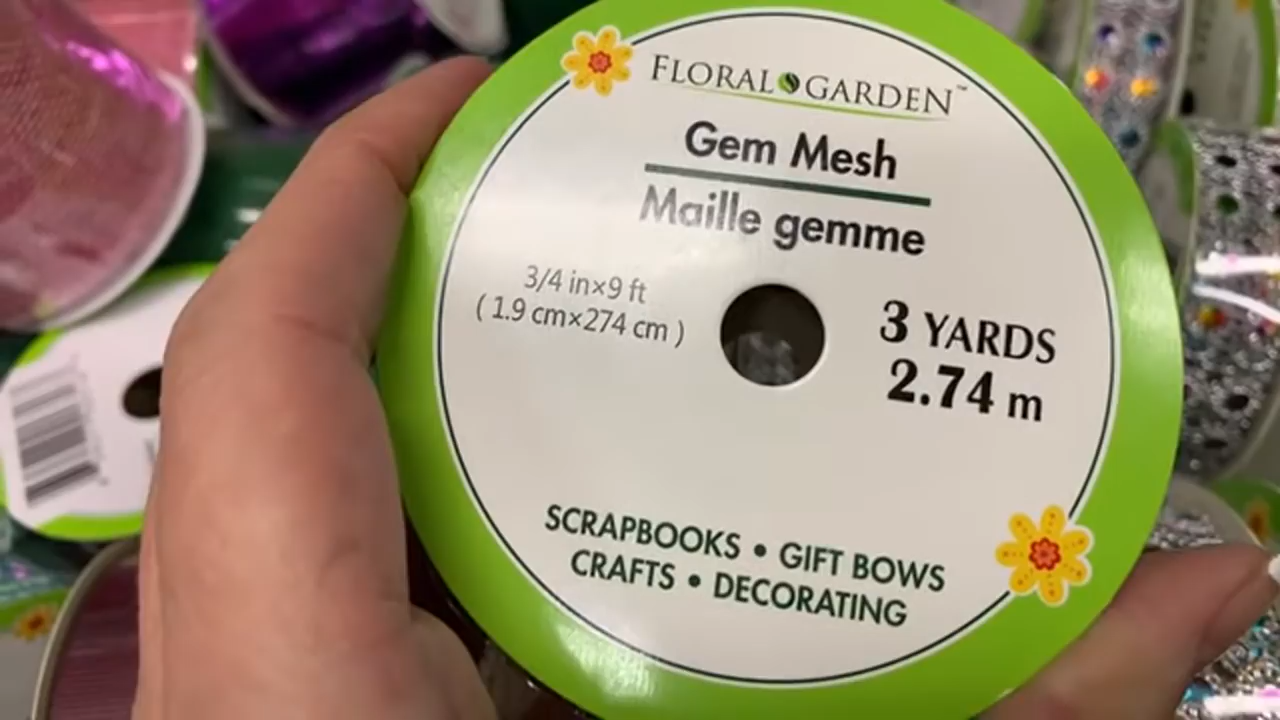 FLORAL GARDEN™
Gem Mesh
Maille gemme
3/4 in×9 ft
( 1.9 cm×274 cm )
3 YARDS
2.74 m
SCRAPBOOKS • GIFT BOWS
CRAFTS • DECORATING